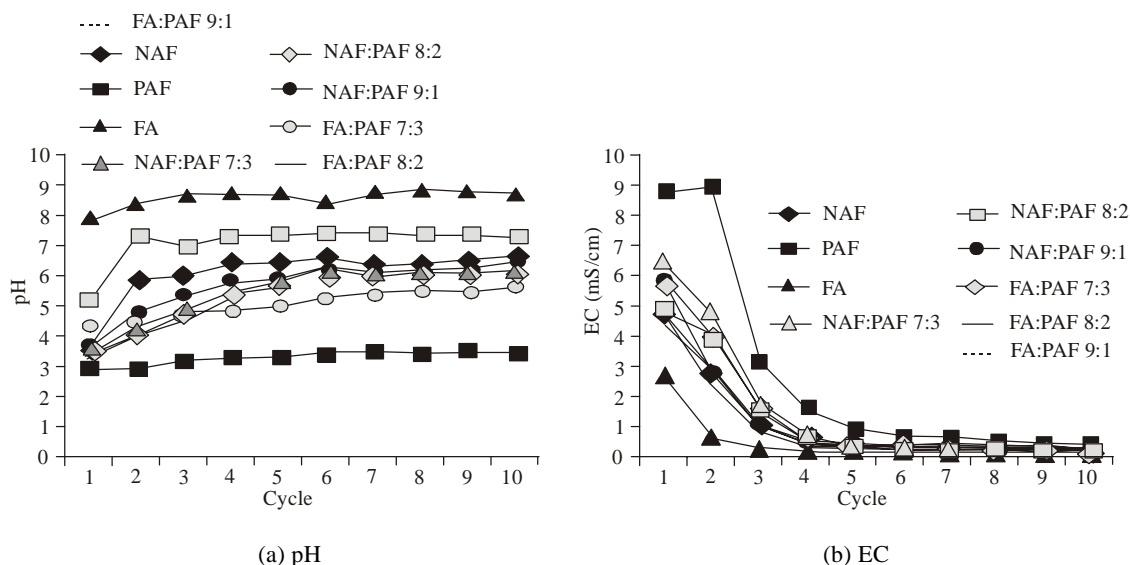 FA:PAF 9:1
NAF
NAF:PAF 8:2
PAF
NAF:PAF 9:1
FA
FA:PAF 7:3
NAF:PAF 7:3
FA:PAF 8:2
10
9
8
7
6
5
4
3
2
1
0
pH
1 2 3 4 5 6 7 8 9 10
Cycle
(a) pH
10
9
8
7
6
5
4
3
2
1
0
EC (mS/cm)
NAF
NAF:PAF 8:2
PAF
NAF:PAF 9:1
FA
FA:PAF 7:3
NAF:PAF 7:3
FA:PAF 8:2
FA:PAF 9:1
1 2 3 4 5 6 7 8 9 10
Cycle
(b) EC